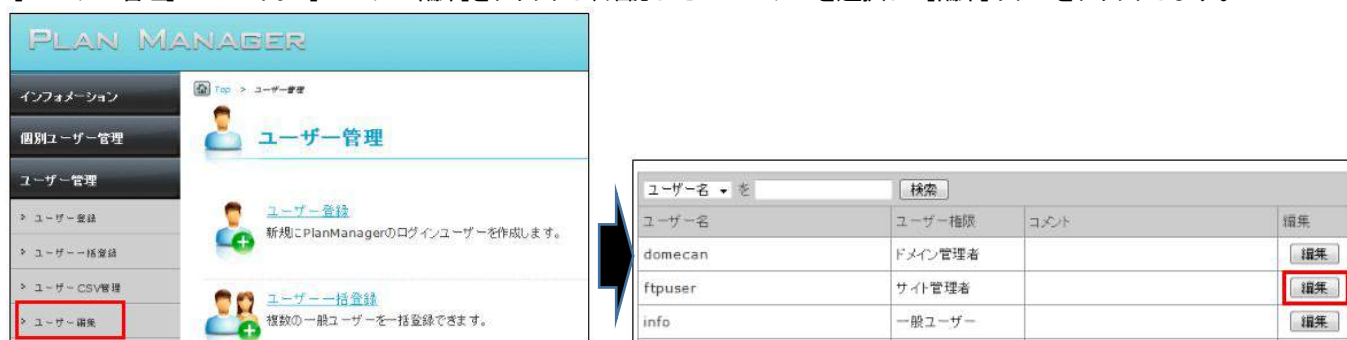 PLAN MANAGER
インフォメーション
個別ユーザー管理
ユーザー管理
ユーザー登録
ユーザー一括登録
ユーザーCSV管理
ユーザー編集
Top > ユーザー管理
ユーザー管理
ユーザー登録
新規にPlanManagerのログインユーザーを作成します。
ユーザー一括登録
複数の一般ユーザーを一括登録できます。
ユーザー名 を 検索
ユーザー名 ユーザー権限 コメント 編集
domecan ドメイン管理者 編集
ftpuser サイト管理者 編集
info 一般ユーザー 編集